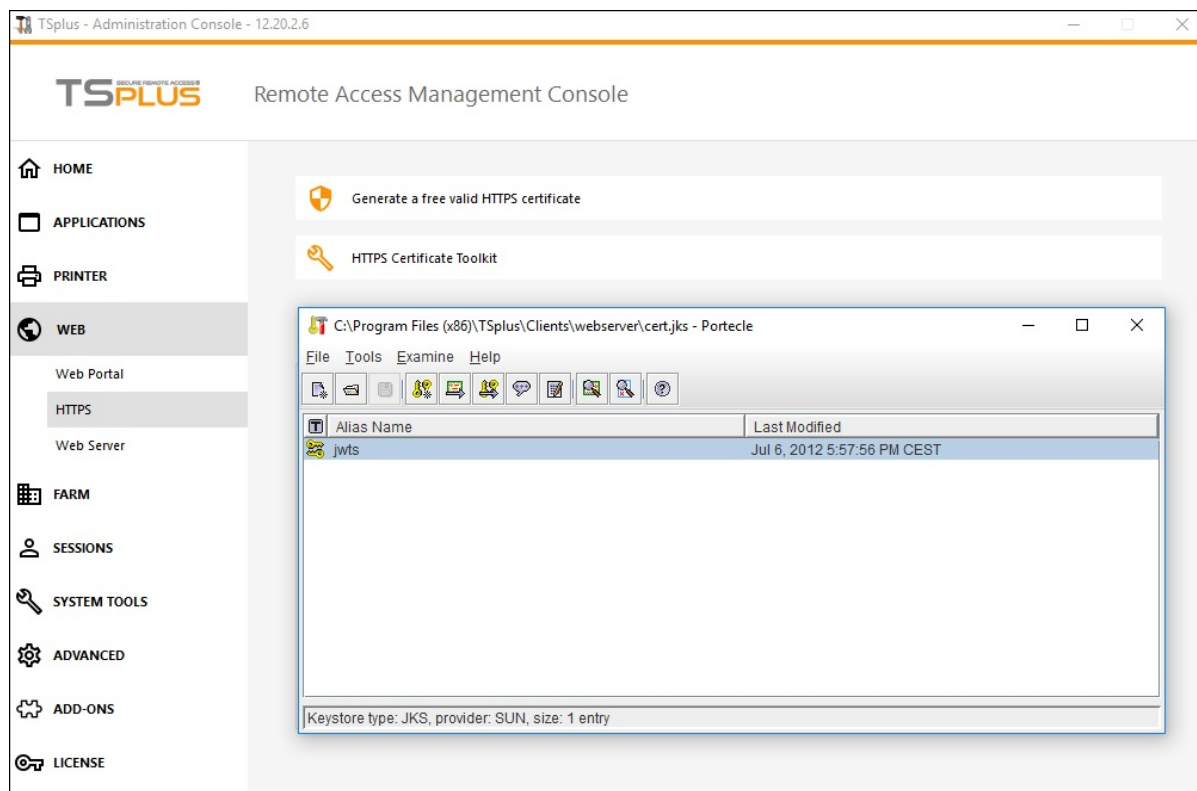 TSplus - Administration Console - 12.20.2.6
TSPLUS SECURE REMOTE ACCESS
Remote Access Management Console
HOME
APPLICATIONS
PRINTER
WEB
Web Portal
HTTPS
Web Server
FARM
SESSIONS
SYSTEM TOOLS
ADVANCED
ADD-ONS
LICENSE
Generate a free valid HTTPS certificate
HTTPS Certificate Toolkit
C:\Program Files (x86)\TSplus\Clients\webserver\cert.jks - Portecle
File Tools Examine Help
T Alias Name Last Modified
jwts Jul 6, 2012 5:57:56 PM CEST
Keystore type: JKS, provider: SUN, size: 1 entry